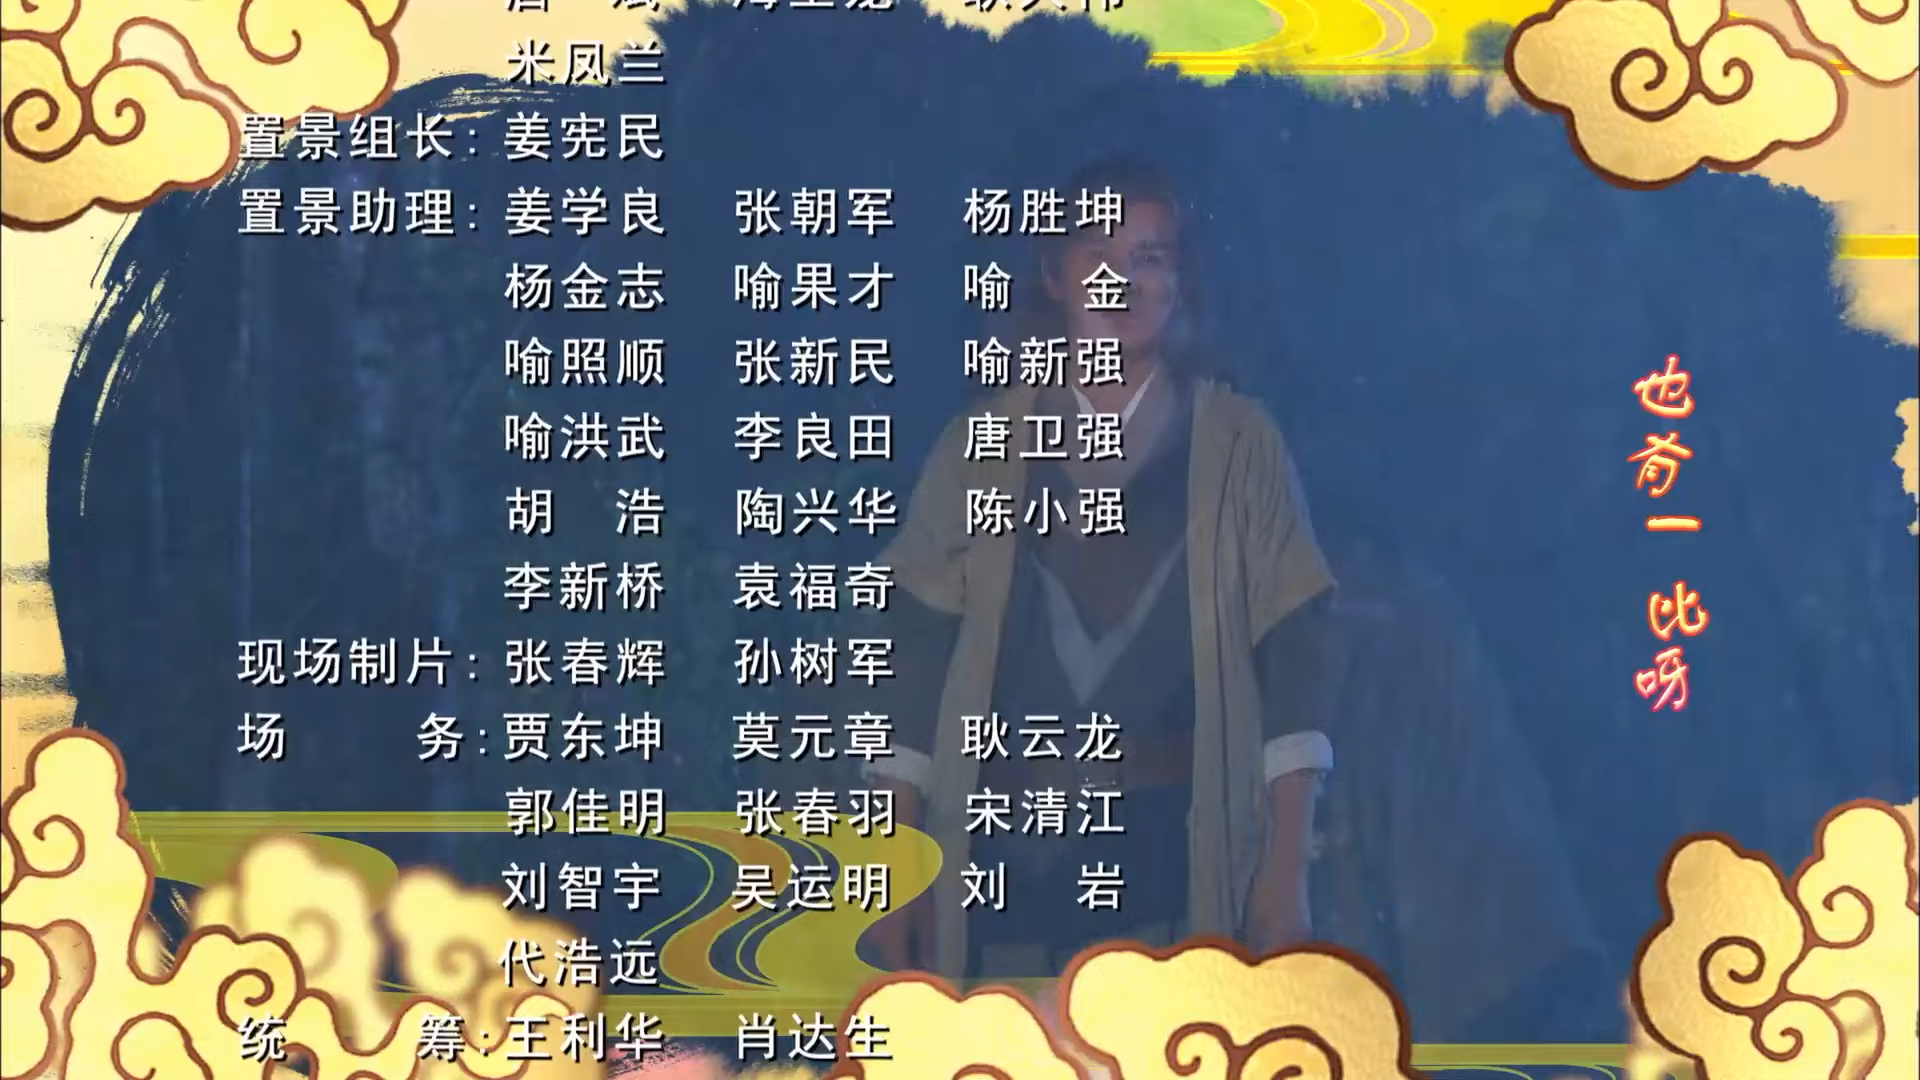 米凤兰
置景组长: 姜宪民
置景助理: 姜学良 张朝军 杨胜坤
杨金志 喻果才 喻 金
喻照顺 张新民 喻新强
喻洪武 李良田 唐卫强
胡 浩 陶兴华 陈小强
李新桥 袁福奇
现场制片: 张春辉 孙树军
场 务: 贾东坤 莫元章 耿云龙
郭佳明 张春羽 宋清江
刘智宇 吴运明 刘 岩
代浩远
统 筹: 王利华 肖达生
也有一比呀